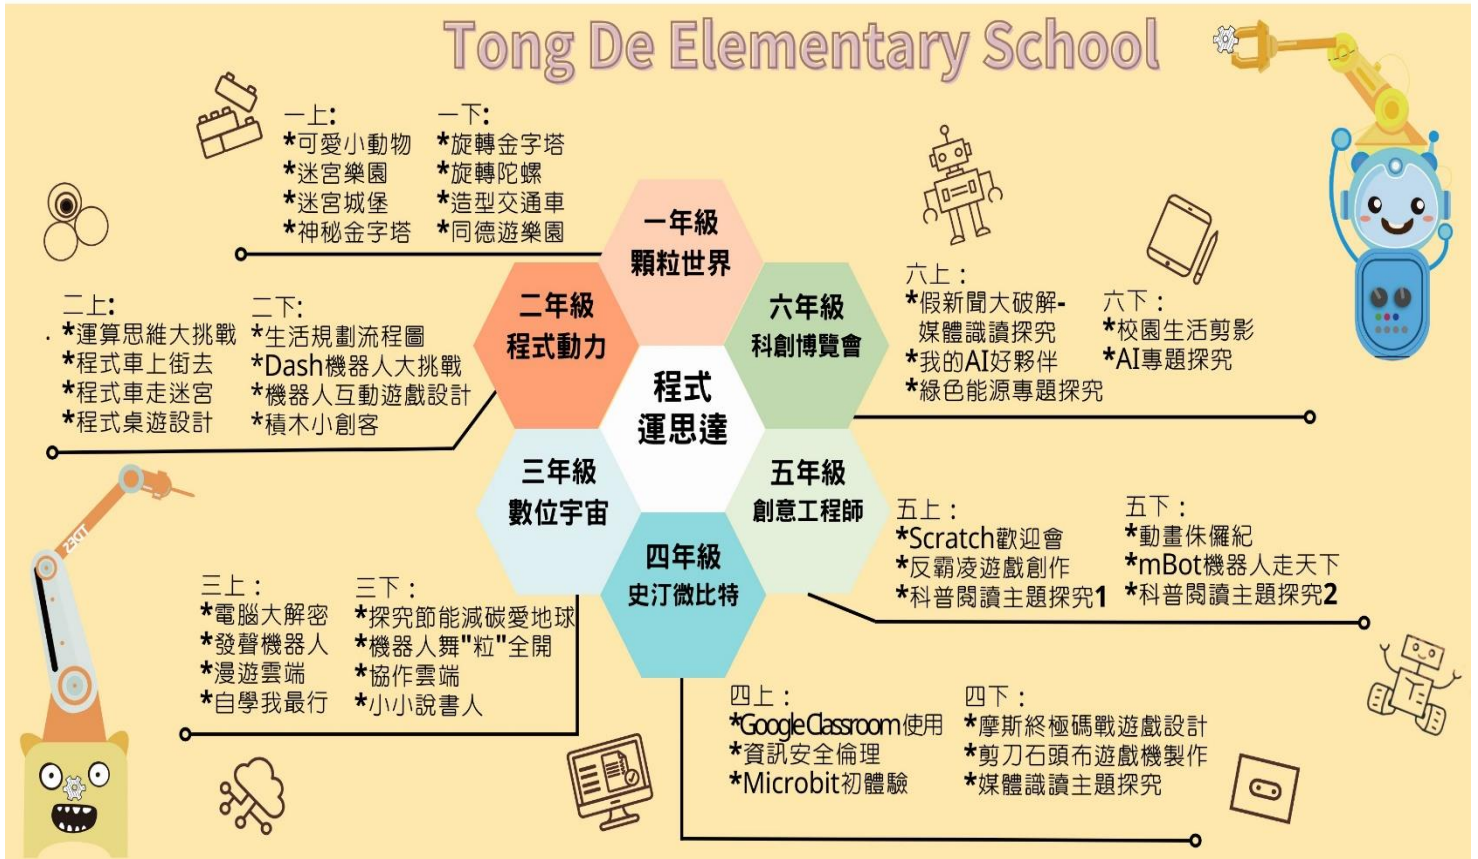 Tong De Elementary School
一上:
*可愛小動物
*迷宮樂園
*迷宮城堡
*神秘金字塔
一下:
*旋轉金字塔
*旋轉陀螺
*造型交通車
*同德遊樂園
一年級
顆粒世界
二上:
*運算思維大挑戰
*程式車上街去
*程式車走迷宮
*程式桌遊設計
二下:
*生活規劃流程圖
*Dash機器人大挑戰
*機器人互動遊戲設計
*積木小創客
二年級
程式動力
六年級
科創博覽會
六上：
*假新聞大破解-
媒體識讀探究
*我的AI好夥伴
*綠色能源專題探究
六下：
*校園生活剪影
*AI專題探究
程式
運思達
三年級
數位宇宙
五年級
創意工程師
四年級
史汀微比特
五上：
*Scratch歡迎會
*反霸凌遊戲創作
*科普閱讀主題探究1
五下：
*動畫侏儸紀
*mBot機器人走天下
*科普閱讀主題探究2
23KIT
三上：
*電腦大解密
*發聲機器人
*漫遊雲端
*自學我最行
三下：
*探究節能減碳愛地球
*機器人舞"粒"全開
*協作雲端
*小小說書人
四上：
*Google Classroom 使用
*資訊安全倫理
*Microbit初體驗
四下：
*摩斯終極碼戰遊戲設計
*剪刀石頭布遊戲機製作
*媒體識讀主題探究